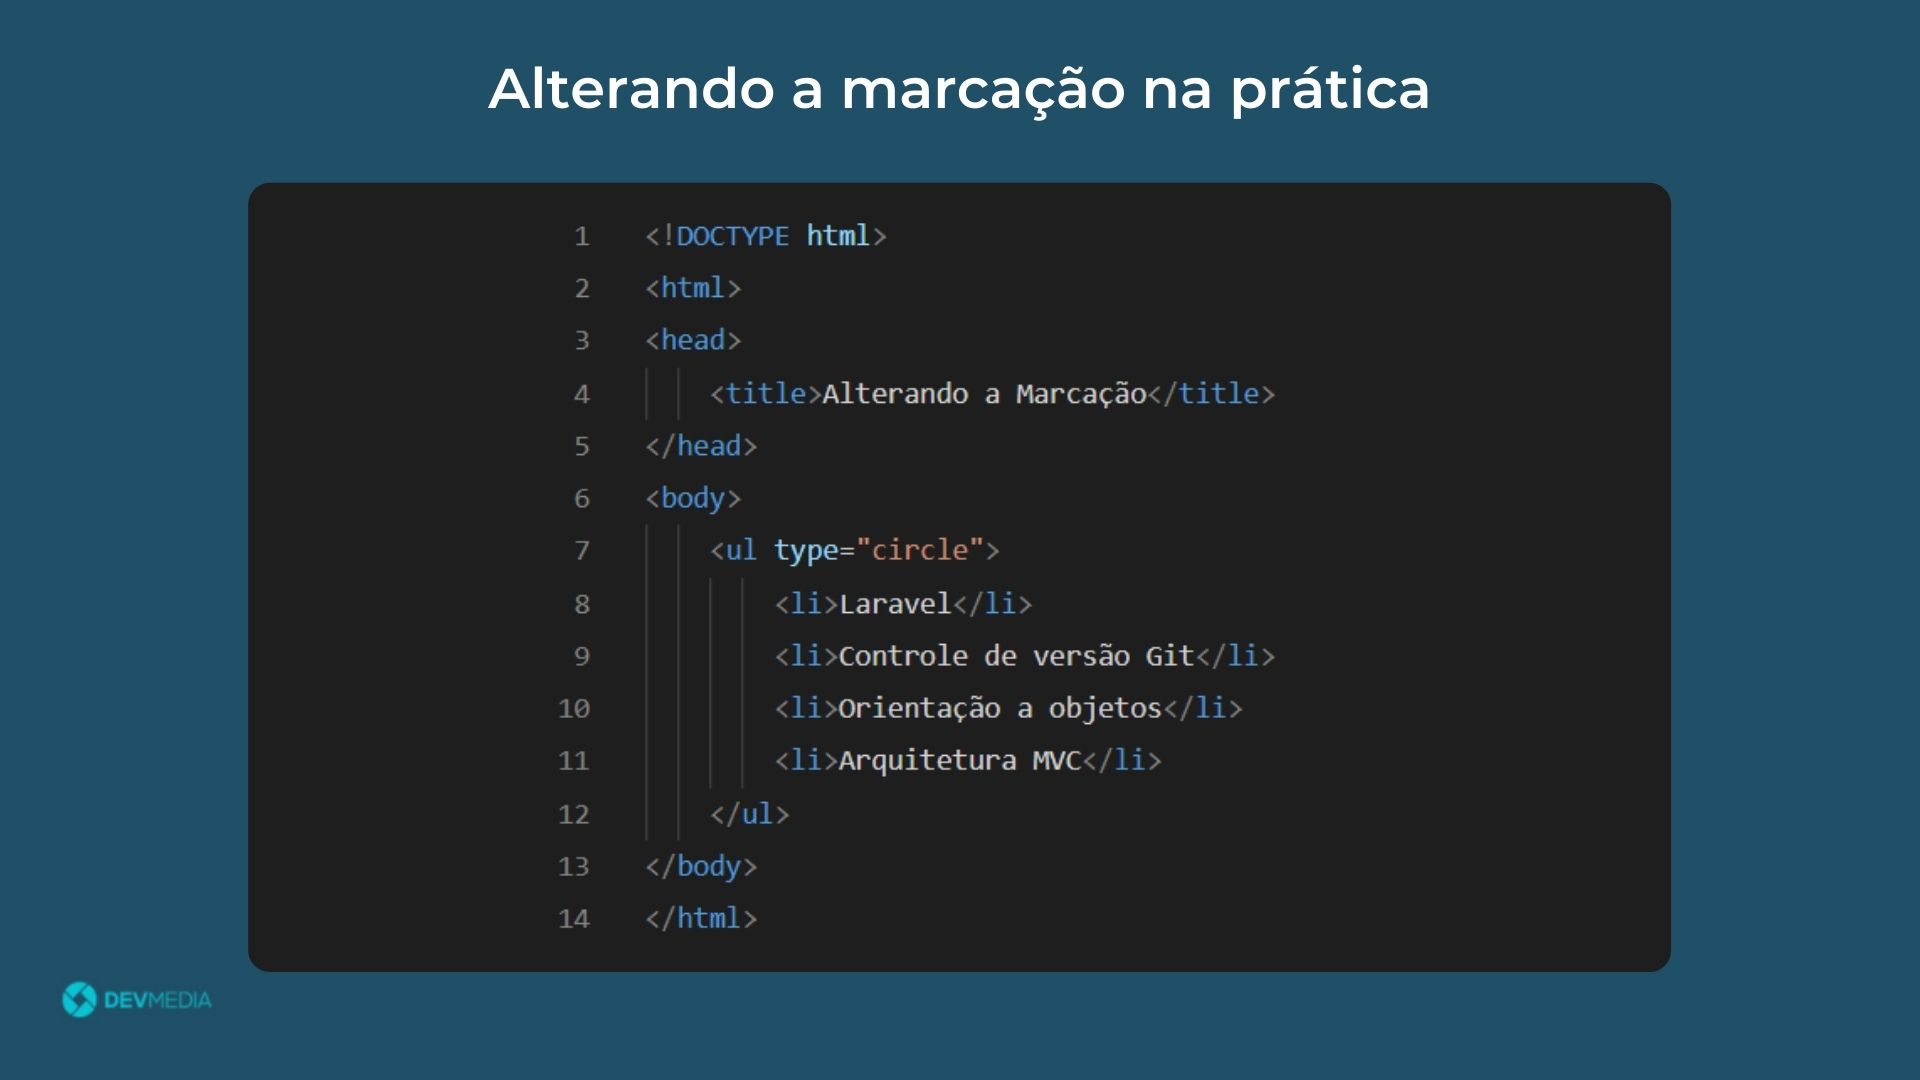 Alterando a marcação na prática
1 <!DOCTYPE html>
2 <html>
3 <head>
4 <title>Alterando a Marcação</title>
5 </head>
6 <body>
7 <ul type="circle">
8 <li>Laravel</li>
9 <li>Controle de versão Git</li>
10 <li>Orientação a objetos</li>
11 <li>Arquitetura MVC</li>
12 </ul>
13 </body>
14 </html>
DEVMEDIA